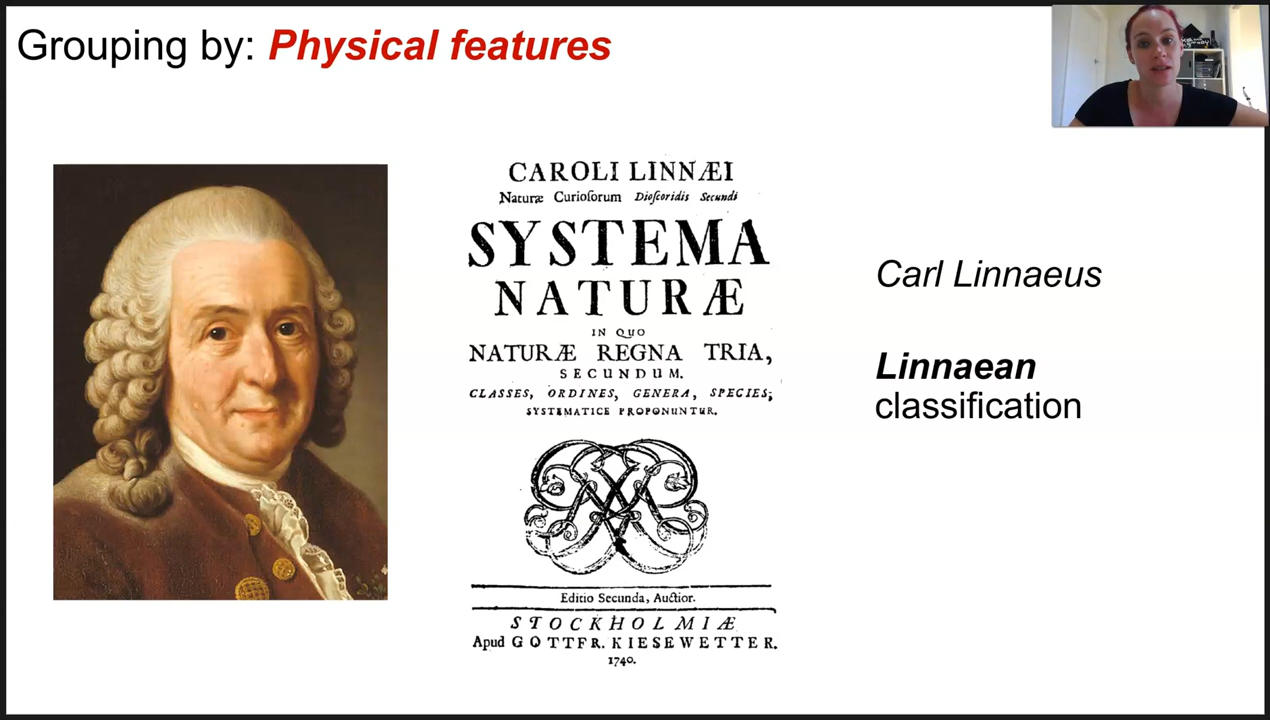 Grouping by: Physical features
CAROLI LINNÆI
Naturæ Curioſorum Dioſcoridis Secundi
SYSTEMA
NATURÆ
IN QUO
NATURÆ REGNA TRIA,
SECUNDUM.
CLASSES, ORDINES, GENERA, SPECIES;
SYSTEMATICE PROPONUNTUR.
Editio Secunda, Auctior.
STOCKHOLMIÆ
Apud GOTTFR. KIESEWETTER.
1740.
Carl Linnaeus
Linnaean
classification